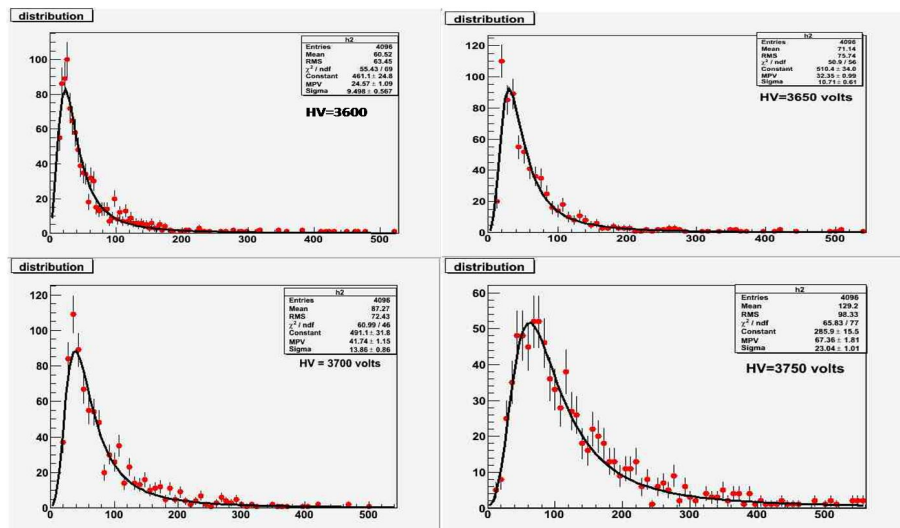 distribution
h2
Entries 4096
Mean 60.52
RMS 63.45
χ² / ndf 55.43 / 69
Constant 461.1 ± 24.8
MPV 24.57 ± 1.09
Sigma 9.498 ± 0.567
HV=3600
100
80
60
40
20
0
0 100 200 300 400 500
distribution
h2
Entries 4096
Mean 71.14
RMS 75.74
χ² / ndf 50.9 / 56
Constant 510.4 ± 34.0
MPV 32.35 ± 0.99
Sigma 10.71 ± 0.61
HV=3650 volts
120
100
80
60
40
20
0
0 100 200 300 400 500
distribution
h2
Entries 4096
Mean 87.27
RMS 72.43
χ² / ndf 60.99 / 46
Constant 491.1 ± 31.8
MPV 41.74 ± 1.15
Sigma 13.86 ± 0.86
HV = 3700 volts
120
100
80
60
40
20
0
0 100 200 300 400 500
distribution
h2
Entries 4096
Mean 129.2
RMS 98.33
χ² / ndf 65.83 / 77
Constant 285.9 ± 15.5
MPV 67.36 ± 1.81
Sigma 23.04 ± 1.01
HV=3750 volts
60
50
40
30
20
10
0
0 100 200 300 400 500